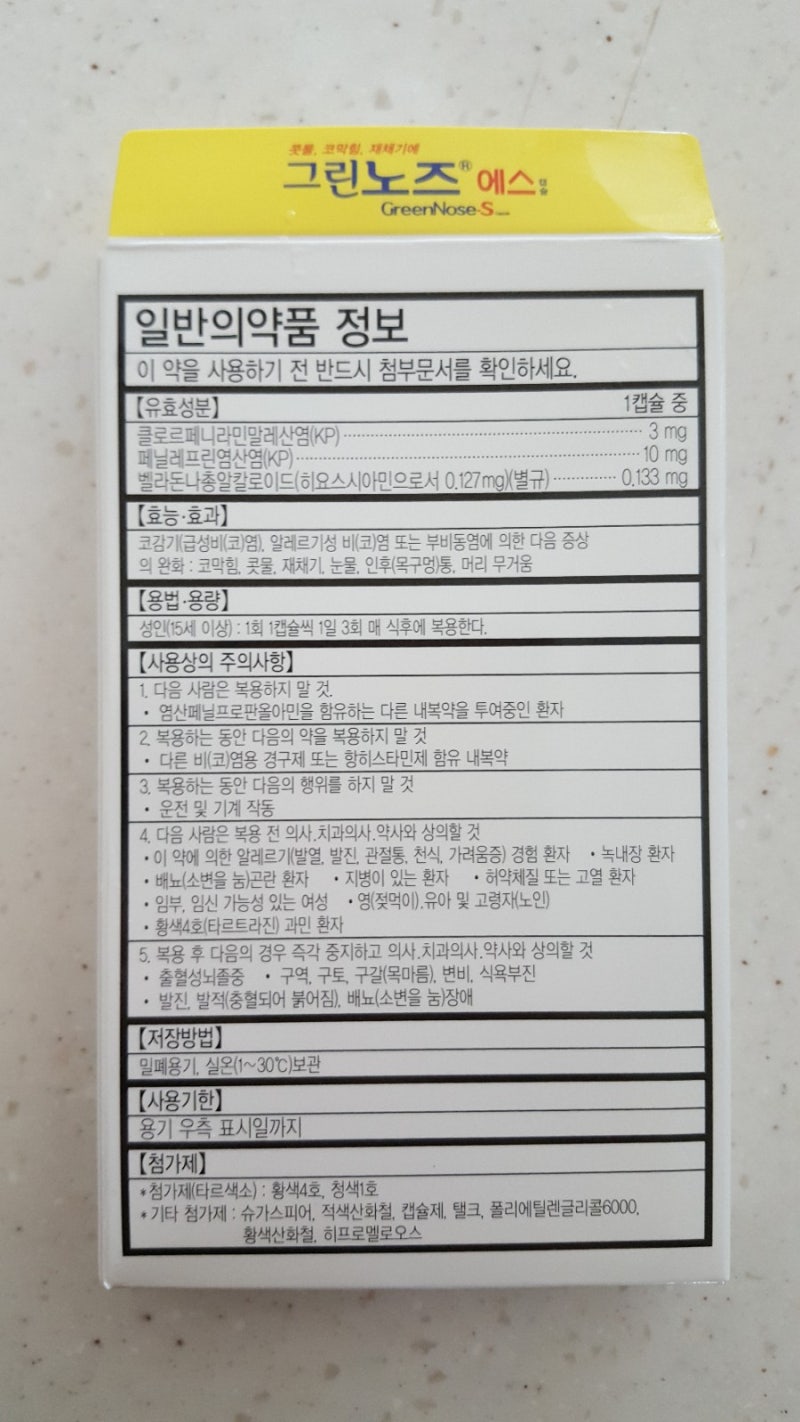 콧물, 코막힘, 재채기에
그린노즈® 에스 캡슐
GreenNose-S
일반의약품 정보
이 약을 사용하기 전 반드시 첨부문서를 확인하세요.
【유효성분】 1캡슐 중
클로르페니라민말레산염(KP) 3 mg
페닐레프린염산염(KP) 10 mg
벨라돈나총알칼로이드(히요스시아민으로서 0.127mg)(별규) 0.133 mg
【효능·효과】
코감기(급성비(코)염), 알레르기성 비(코)염 또는 부비동염에 의한 다음 증상
의 완화 : 코막힘, 콧물, 재채기, 눈물, 인후(목구멍)통, 머리 무거움
【용법·용량】
성인(15세 이상) : 1회 1캡슐씩 1일 3회 매 식후에 복용한다.
【사용상의 주의사항】
1. 다음 사람은 복용하지 말 것.
• 염산페닐프로판올아민을 함유하는 다른 내복약을 투여중인 환자
2. 복용하는 동안 다음의 약을 복용하지 말 것
• 다른 비(코)염용 경구제 또는 항히스타민제 함유 내복약
3. 복용하는 동안 다음의 행위를 하지 말 것
• 운전 및 기계 작동
4. 다음 사람은 복용 전 의사.치과의사.약사와 상의할 것
• 이 약에 의한 알레르기(발열, 발진, 관절통, 천식, 가려움증) 경험 환자 • 녹내장 환자
• 배뇨(소변을 눔)곤란 환자 • 지병이 있는 환자 • 허약체질 또는 고열 환자
• 임부, 임신 가능성 있는 여성 • 영(젖먹이).유아 및 고령자(노인)
• 황색4호(타르트라진) 과민 환자
5. 복용 후 다음의 경우 즉각 중지하고 의사.치과의사.약사와 상의할 것
• 출혈성뇌졸중 • 구역, 구토, 구갈(목마름), 변비, 식욕부진
• 발진, 발적(충혈되어 붉어짐), 배뇨(소변을 눔)장애
【저장방법】
밀폐용기, 실온(1~30℃)보관
【사용기한】
용기 우측 표시일까지
【첨가제】
*첨가제(타르색소) : 황색4호, 청색1호
*기타 첨가제 : 슈가스피어, 적색산화철, 캡슐제, 탤크, 폴리에틸렌글리콜6000,
황색산화철, 히프로멜로오스